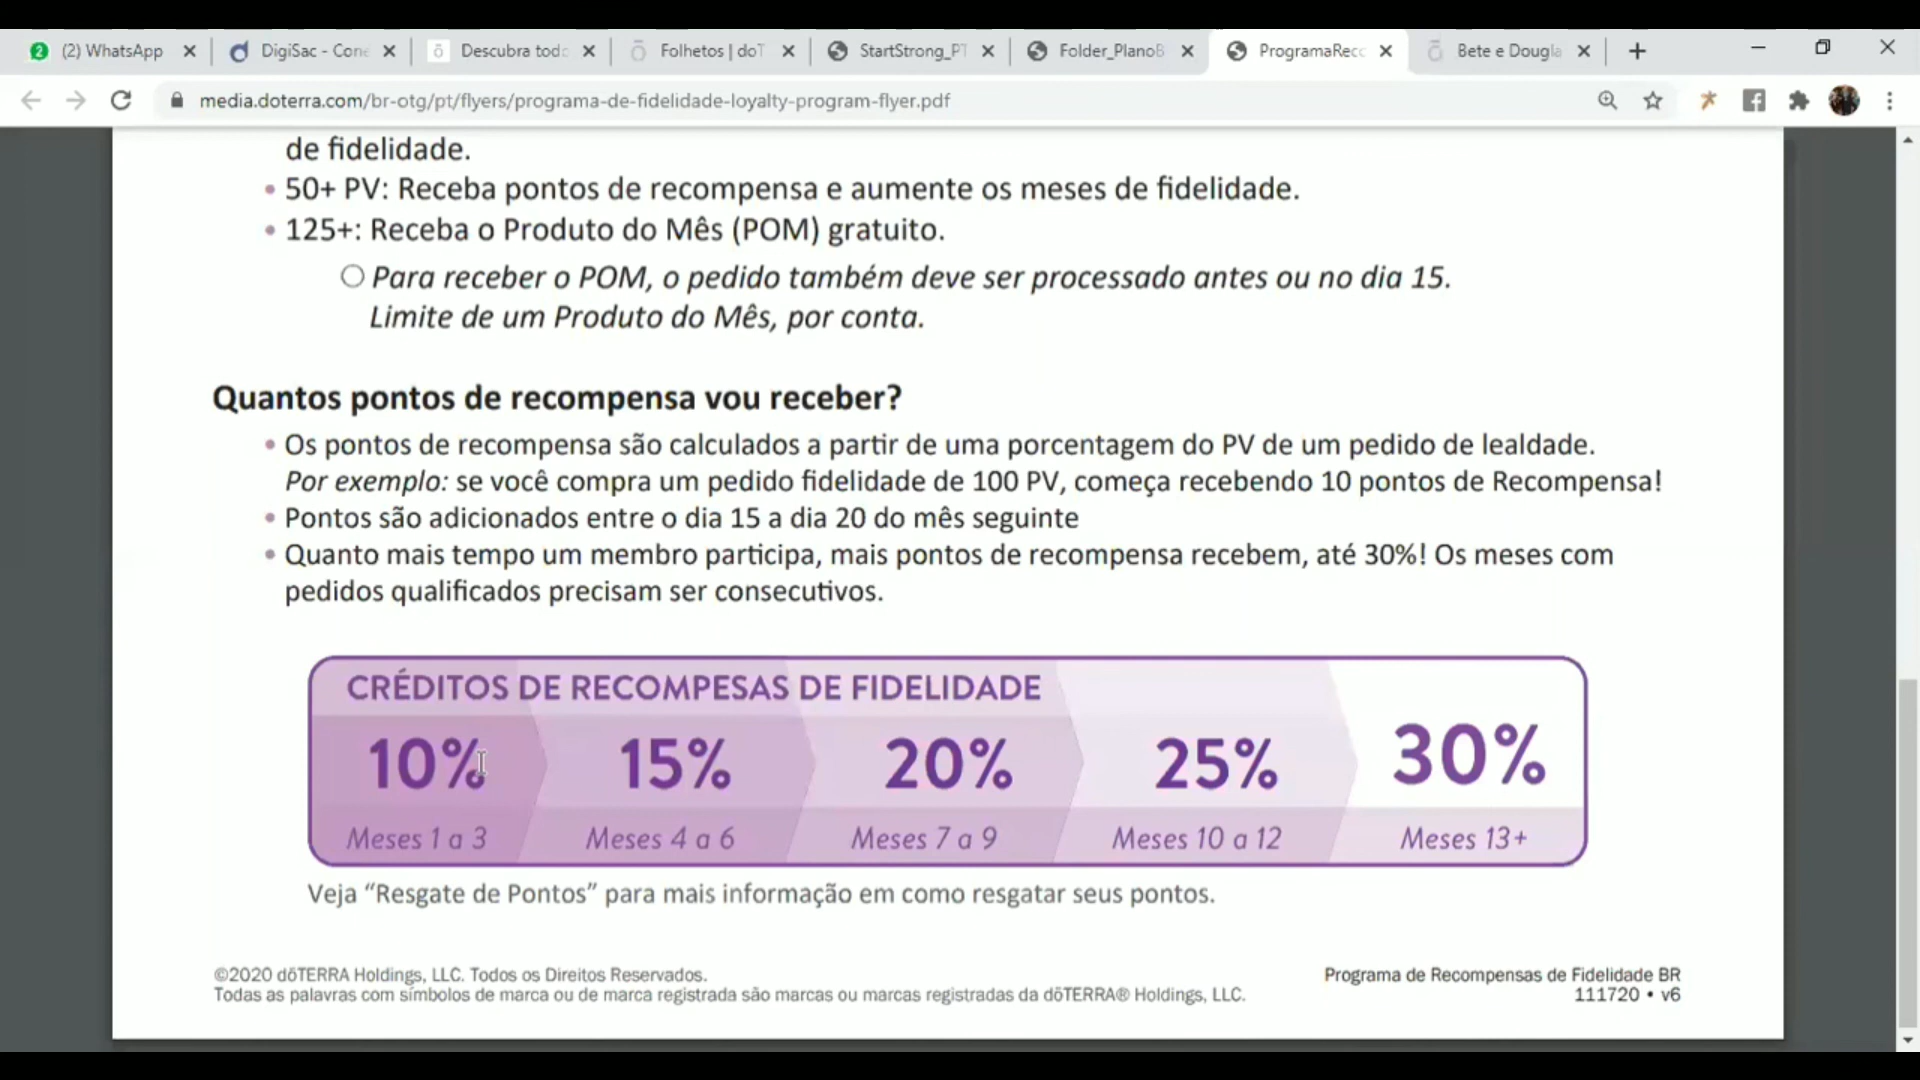 (2) WhatsApp
DigiSac - Cone
Descubra todo
Folhetos | doT
StartStrong_PT
Folder_PlanoB
ProgramaReco
Bete e Dougla
media.doterra.com/br-otg/pt/flyers/programa-de-fidelidade-loyalty-program-flyer.pdf
de fidelidade.
• 50+ PV: Receba pontos de recompensa e aumente os meses de fidelidade.
• 125+: Receba o Produto do Mês (POM) gratuito.
Para receber o POM, o pedido também deve ser processado antes ou no dia 15.
Limite de um Produto do Mês, por conta.
Quantos pontos de recompensa vou receber?
• Os pontos de recompensa são calculados a partir de uma porcentagem do PV de um pedido de lealdade.
Por exemplo: se você compra um pedido fidelidade de 100 PV, começa recebendo 10 pontos de Recompensa!
• Pontos são adicionados entre o dia 15 a dia 20 do mês seguinte
• Quanto mais tempo um membro participa, mais pontos de recompensa recebem, até 30%! Os meses com
pedidos qualificados precisam ser consecutivos.
CRÉDITOS DE RECOMPESAS DE FIDELIDADE
10% 15% 20% 25% 30%
Meses 1 a 3 Meses 4 a 6 Meses 7 a 9 Meses 10 a 12 Meses 13+
Veja “Resgate de Pontos” para mais informação em como resgatar seus pontos.
©2020 dōTERRA Holdings, LLC. Todos os Direitos Reservados.
Todas as palavras com símbolos de marca ou de marca registrada são marcas ou marcas registradas da dōTERRA® Holdings, LLC.
Programa de Recompensas de Fidelidade BR
111720 • v6